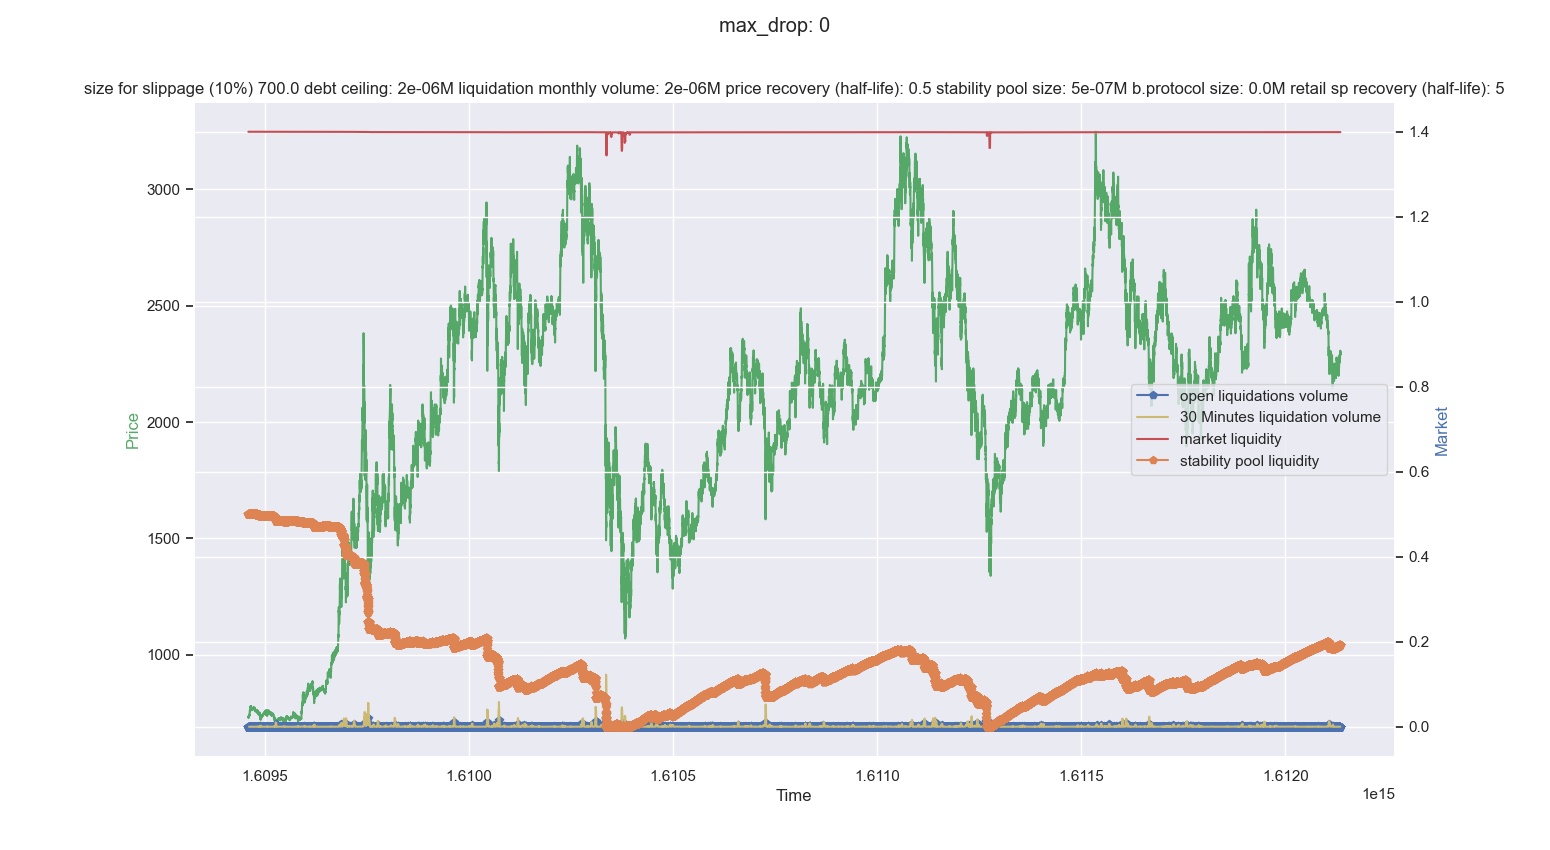 max_drop: 0
size for slippage (10%) 700.0 debt ceiling: 2e-06M liquidation monthly volume: 2e-06M price recovery (half-life): 0.5 stability pool size: 5e-07M b.protocol size: 0.0M retail sp recovery (half-life): 5
3000
2500
2000
1500
1000
Price
1.4
1.2
1.0
0.8
0.6
0.4
0.2
0.0
Market
open liquidations volume
30 Minutes liquidation volume
market liquidity
stability pool liquidity
1.6095 1.6100 1.6105 1.6110 1.6115 1.6120
Time
1e15